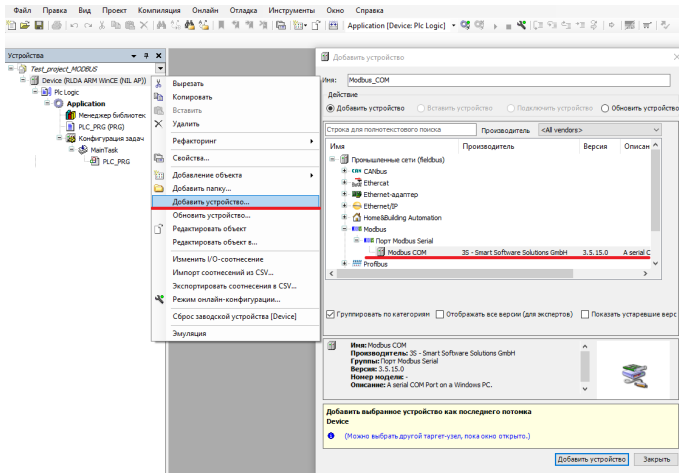 Файл Правка Вид Проект Компиляция Онлайн Отладка Инструменты Окно Справка
Application [Device: Plc Logic]
Устройства
Test_project_MODBUS
Device (RLDA ARM WinCE (NIL AP))
Plc Logic
Application
Менеджер библиотек
PLC_PRG (PRG)
Конфигурация задач
MainTask
PLC_PRG
Вырезать
Копировать
Вставить
Удалить
Рефакторинг
Свойства...
Добавление объекта
Добавить папку...
Добавить устройство...
Обновить устройство...
Редактировать объект
Редактировать объект в...
Изменить I/O-соотнесение
Импорт соотнесений из CSV...
Экспортировать соотнесения в CSV...
Режим онлайн-конфигурации...
Сброс заводской устройства [Device]
Эмуляция
Добавить устройство
Имя: Modbus_COM
Действие
Добавить устройство Вставить устройство Подключить устройство Обновить устройство
Строка для полнотекстового поиска Производитель <All vendors>
Имя Производитель Версия Описан
Промышленные сети (fieldbus)
CANbus
Ethercat
Ethernet-адаптер
Ethernet/IP
Home&Building Automation
Modbus
Порт Modbus Serial
Modbus COM 3S - Smart Software Solutions GmbH 3.5.15.0 A serial C
Profibus
Группировать по категориям Отображать все версии (для экспертов) Показать устаревшие верс
Имя: Modbus COM
Производитель: 3S - Smart Software Solutions GmbH
Группы: Порт Modbus Serial
Версия: 3.5.15.0
Номер модели: -
Описание: A serial COM Port on a Windows PC.
Добавить выбранное устройство как последнего потомка
Device
(Можно выбрать другой таргет-узел, пока окно открыто.)
Добавить устройство Закрыть